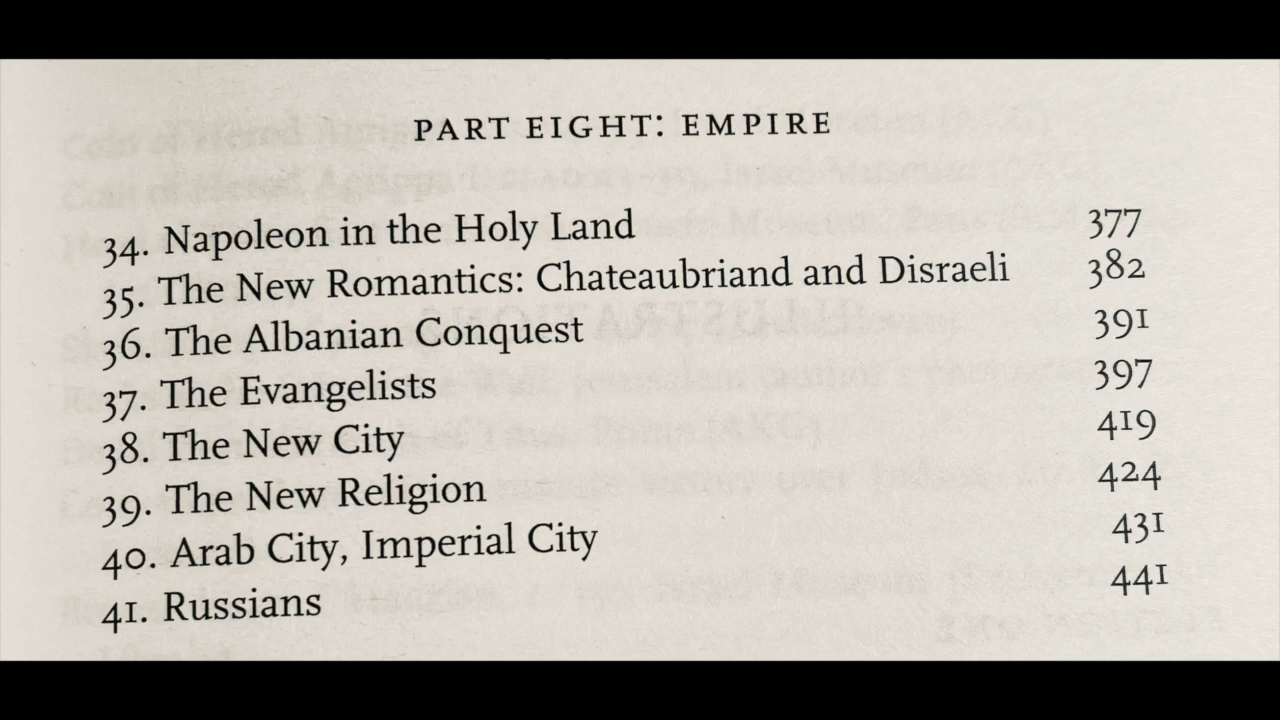 PART EIGHT: EMPIRE
34. Napoleon in the Holy Land 377
35. The New Romantics: Chateaubriand and Disraeli 382
36. The Albanian Conquest 391
37. The Evangelists 397
38. The New City 419
39. The New Religion 424
40. Arab City, Imperial City 431
41. Russians 441